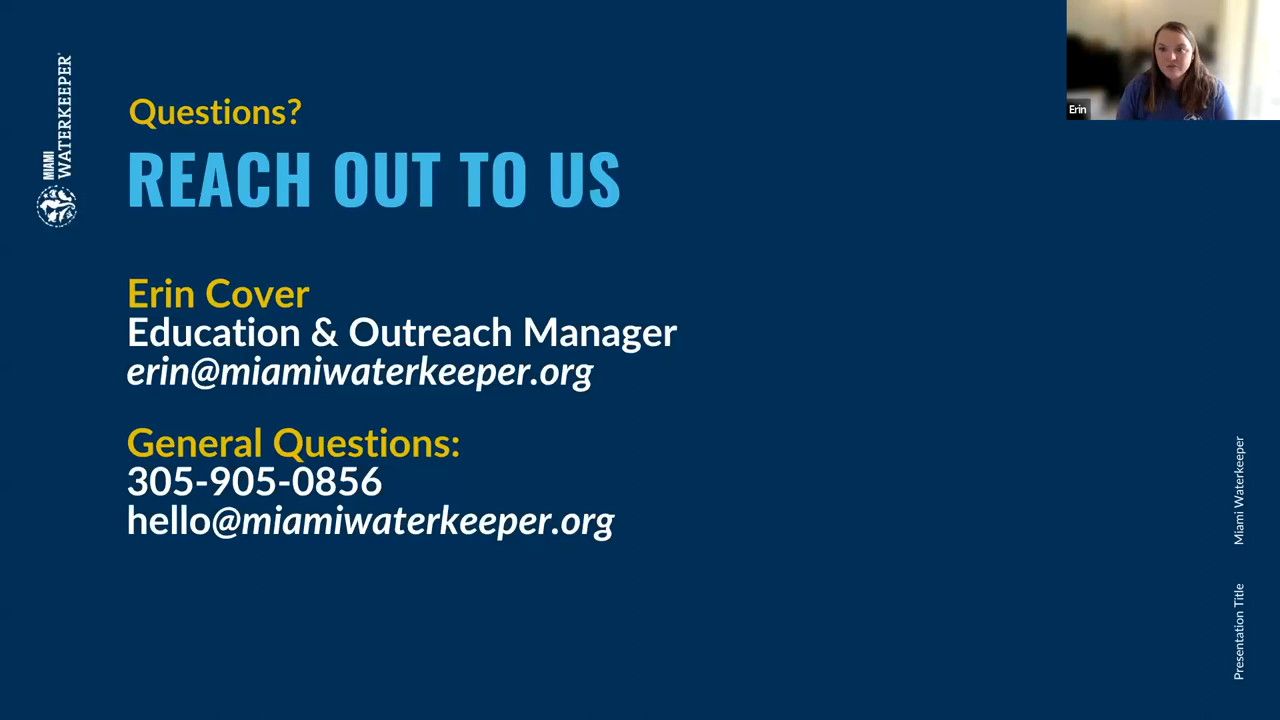 MIAMI
WATERKEEPER
Questions?
REACH OUT TO US
Erin Cover
Education & Outreach Manager
erin@miamiwaterkeeper.org
General Questions:
305-905-0856
hello@miamiwaterkeeper.org
Erin
Miami Waterkeeper
Presentation Title